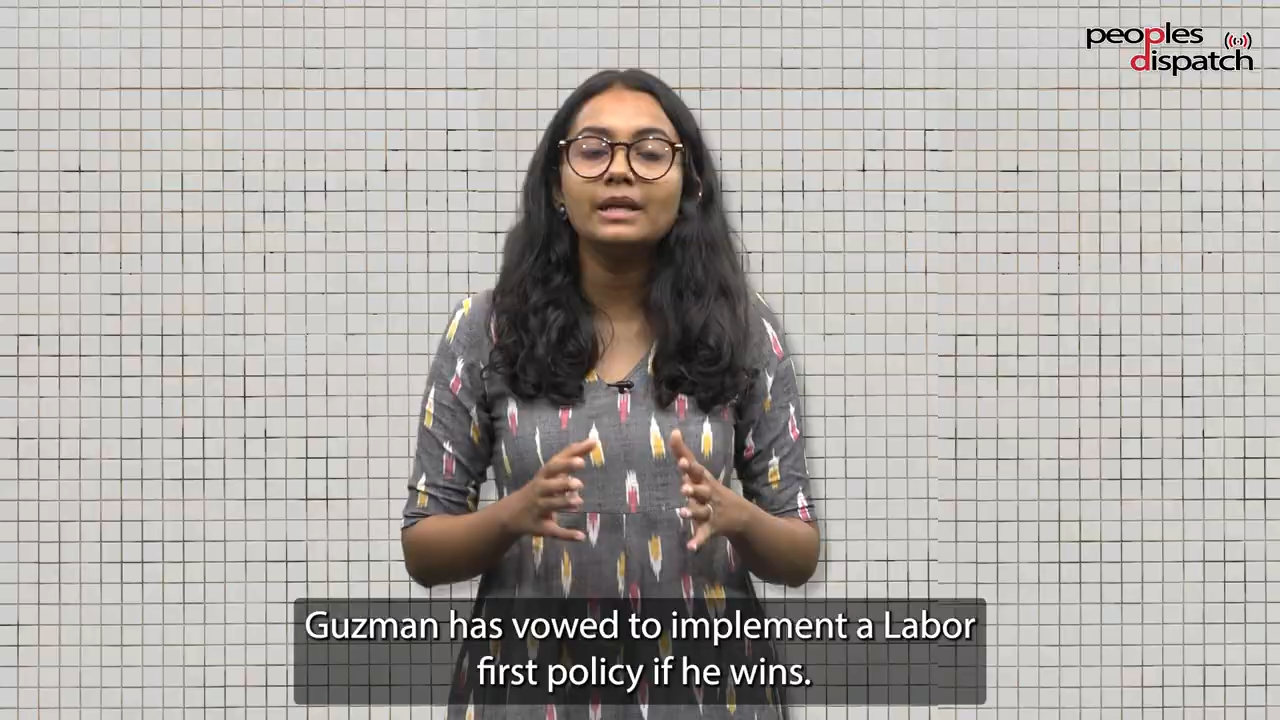 peoples
dispatch
Guzman has vowed to implement a Labor
first policy if he wins.